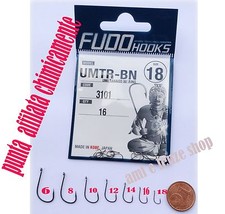 FUDO
HOOKS
UMTR-BN
18
3101
16
MADE IN JAPAN
punta affilata chimicamente
ami e lenze shop
6
8
10
12
14
16
18